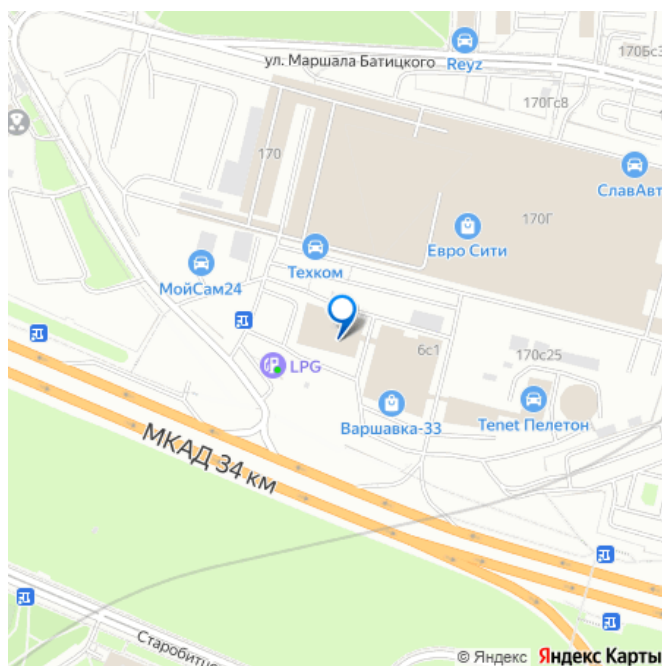 170Бс3
ул. Маршала Батицкого
Reyz
170Гс8
170
СлавАвт
170Г
Евро Сити
Техком
МойСам24
6с1
170с25
LPG
Варшавка-33
Tenet Пелетон
МКАД 34 км
Старобитц
© Яндекс Яндекс Карты